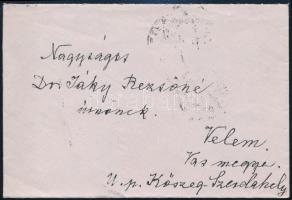 Nagyságos
Dr. Jáky Rezsőné
úrnőnek.
Velem.
Vas megye.
U. p. Kőszeg-Szerdahely